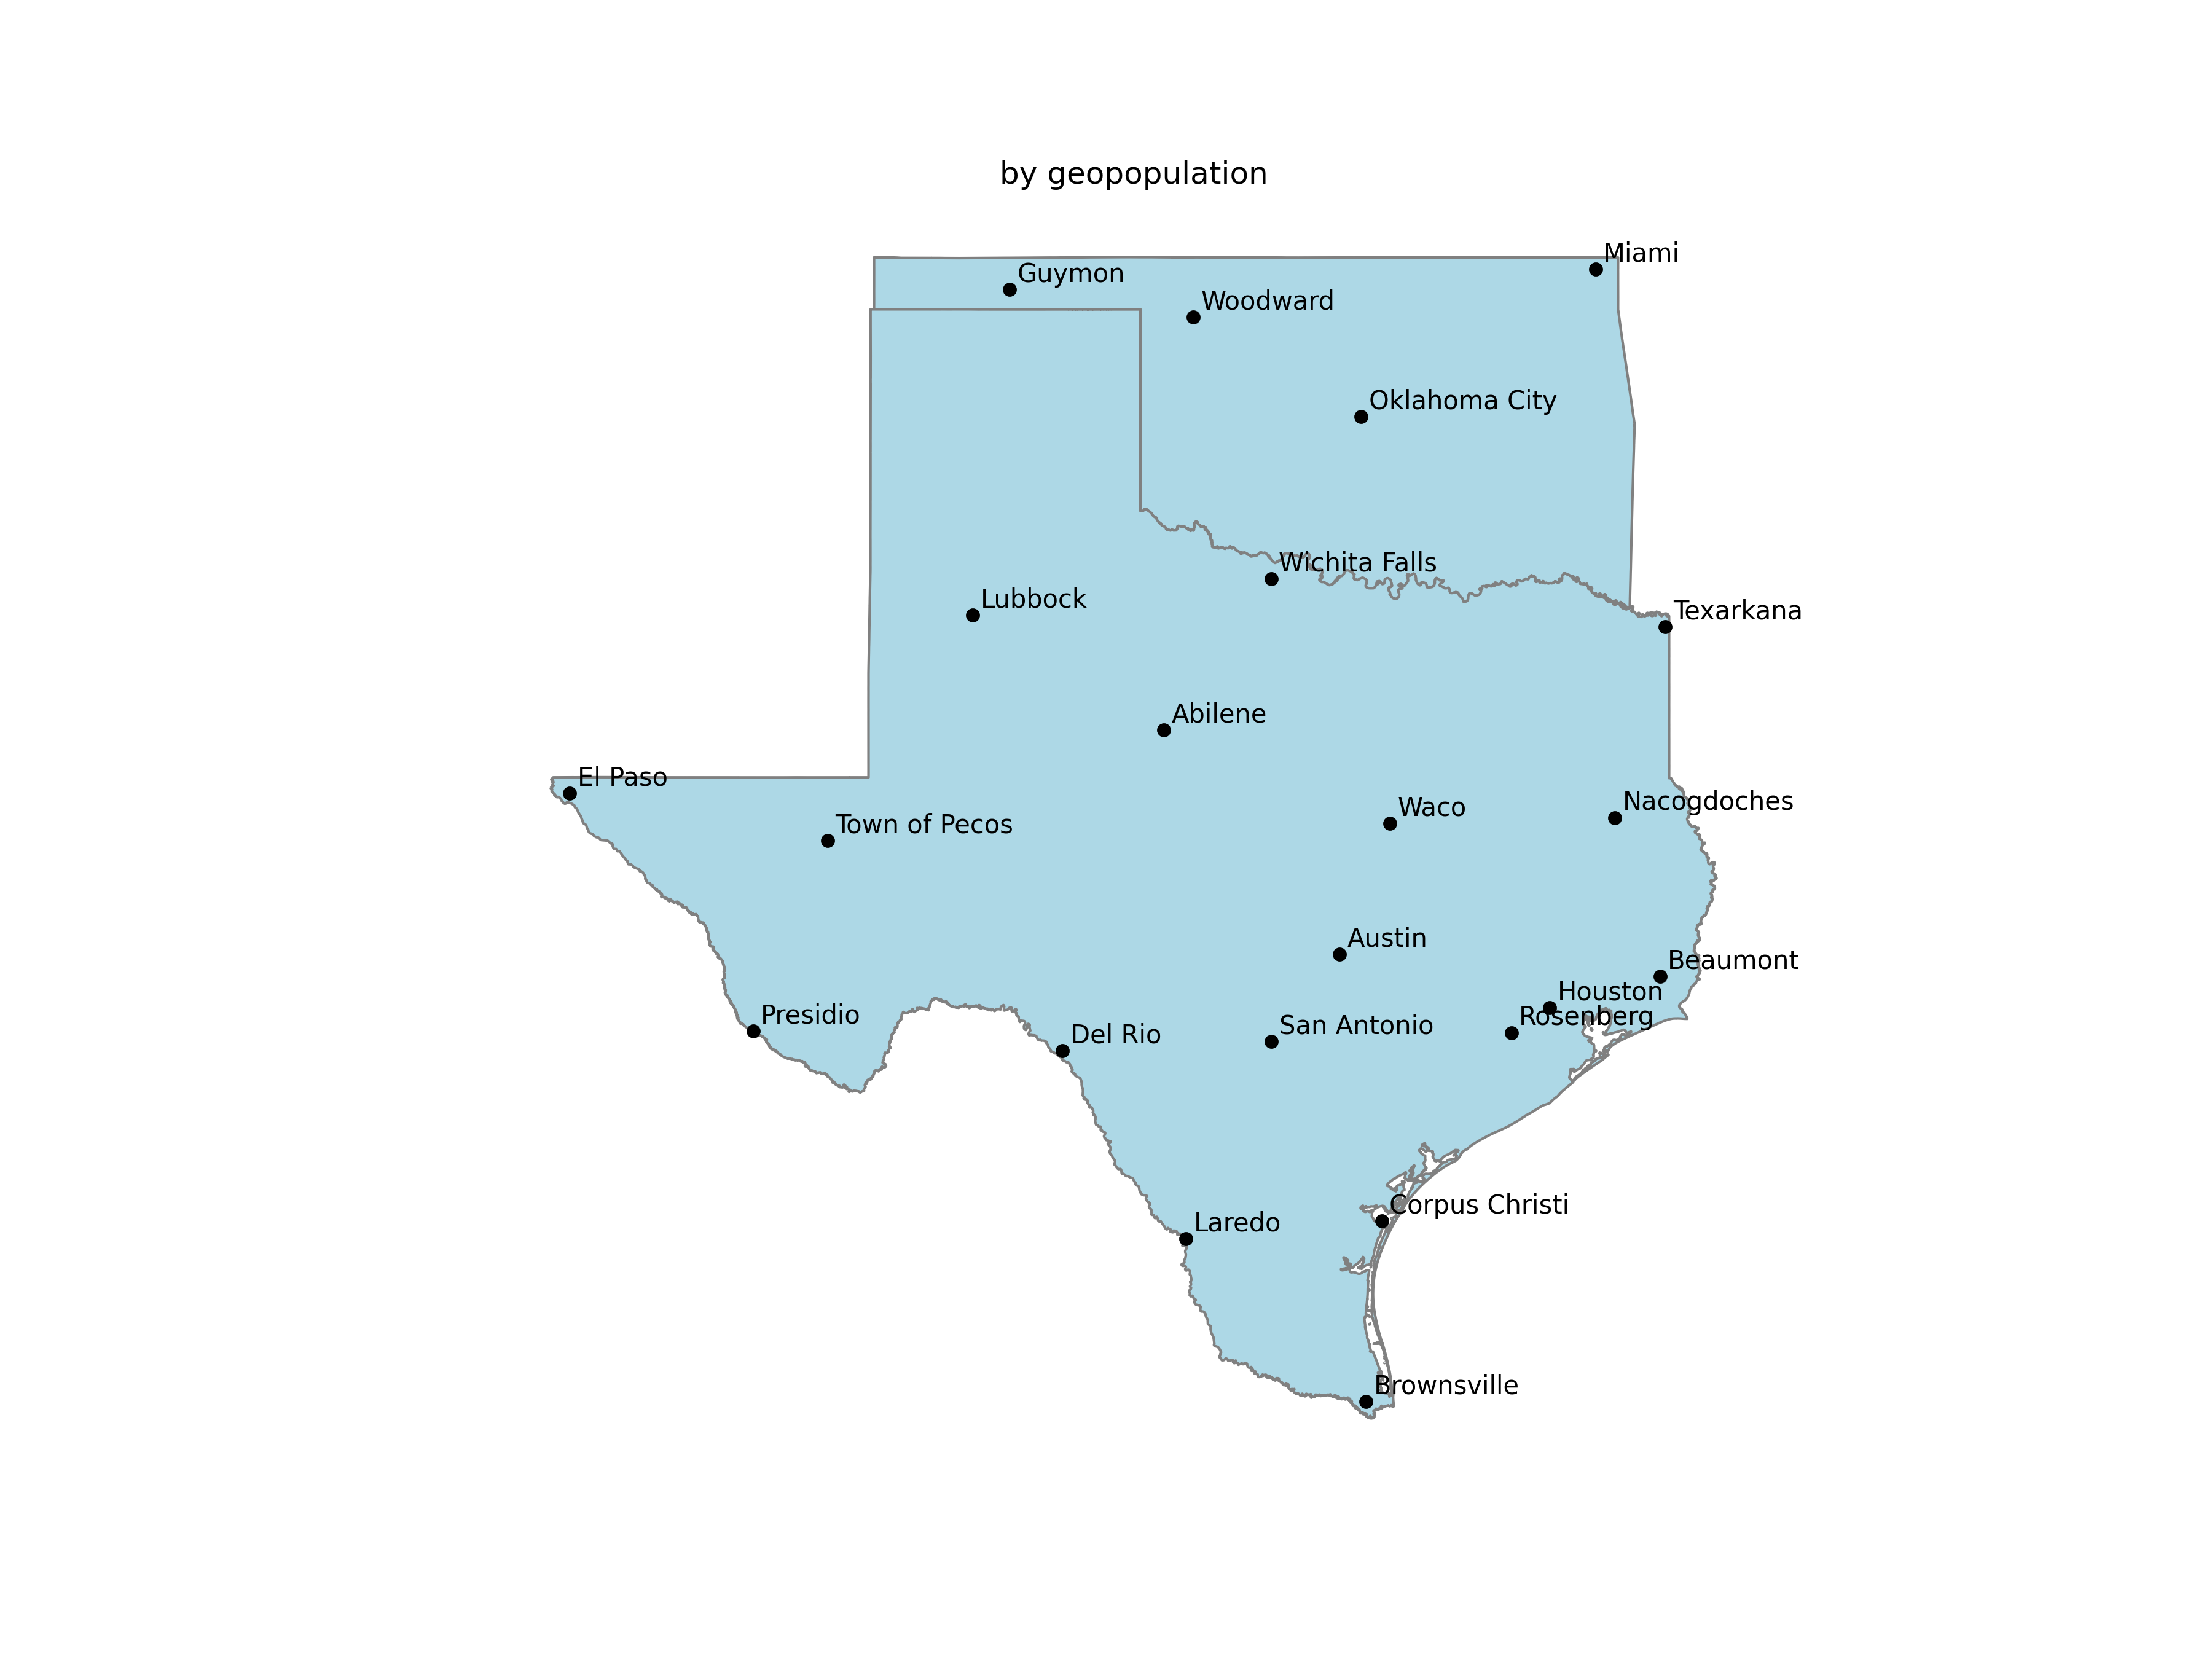 by geopopulation
Miami
Guymon
Woodward
Oklahoma City
Wichita Falls
Lubbock
Texarkana
Abilene
El Paso
Nacogdoches
Waco
Town of Pecos
Austin
Beaumont
Houston
Rosenberg
Presidio
San Antonio
Del Rio
Corpus Christi
Laredo
Brownsville